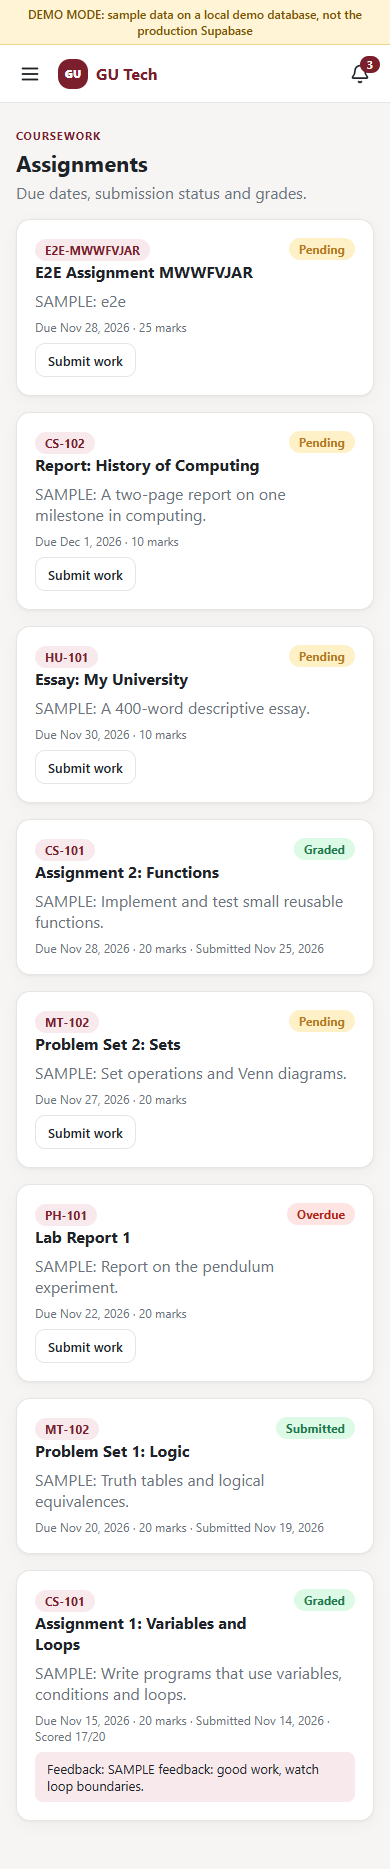 DEMO MODE: sample data on a local demo database, not the
production Supabase
GU
GU Tech
3
COURSEWORK
Assignments
Due dates, submission status and grades.
E2E-MWWFVJAR
Pending
E2E Assignment MWWFVJAR
SAMPLE: e2e
Due Nov 28, 2026 · 25 marks
Submit work
CS-102
Pending
Report: History of Computing
SAMPLE: A two-page report on one
milestone in computing.
Due Dec 1, 2026 · 10 marks
Submit work
HU-101
Pending
Essay: My University
SAMPLE: A 400-word descriptive essay.
Due Nov 30, 2026 · 10 marks
Submit work
CS-101
Graded
Assignment 2: Functions
SAMPLE: Implement and test small reusable
functions.
Due Nov 28, 2026 · 20 marks · Submitted Nov 25, 2026
MT-102
Pending
Problem Set 2: Sets
SAMPLE: Set operations and Venn diagrams.
Due Nov 27, 2026 · 20 marks
Submit work
PH-101
Overdue
Lab Report 1
SAMPLE: Report on the pendulum
experiment.
Due Nov 22, 2026 · 20 marks
Submit work
MT-102
Submitted
Problem Set 1: Logic
SAMPLE: Truth tables and logical
equivalences.
Due Nov 20, 2026 · 20 marks · Submitted Nov 19, 2026
CS-101
Graded
Assignment 1: Variables and
Loops
SAMPLE: Write programs that use variables,
conditions and loops.
Due Nov 15, 2026 · 20 marks · Submitted Nov 14, 2026 ·
Scored 17/20
Feedback: SAMPLE feedback: good work, watch
loop boundaries.